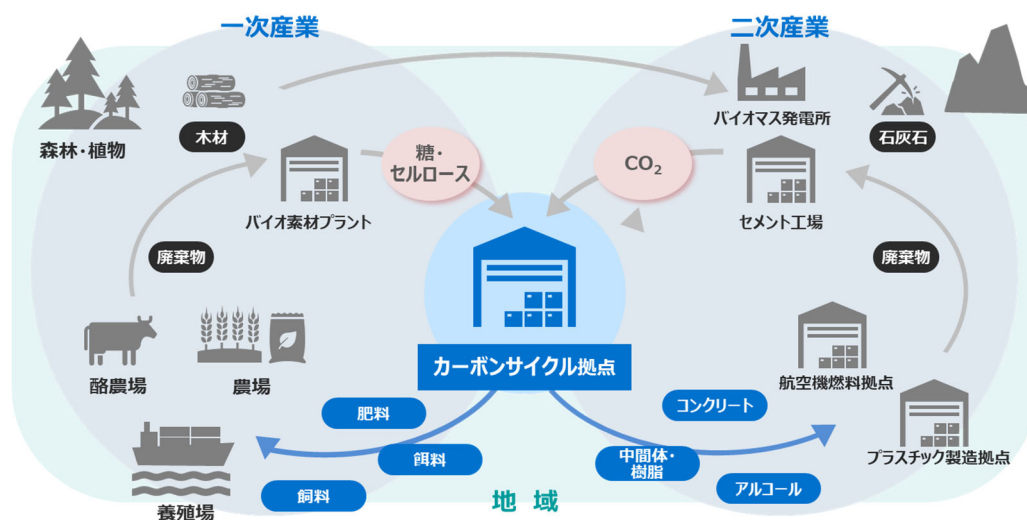 一次産業
二次産業
木材
森林・植物
バイオ素材プラント
糖・
セルロース
CO₂
バイオマス発電所
石灰石
セメント工場
廃棄物
廃棄物
酪農場
農場
カーボンサイクル拠点
航空機燃料拠点
プラスチック製造拠点
肥料
餌料
飼料
養殖場
コンクリート
中間体・
樹脂
アルコール
地域